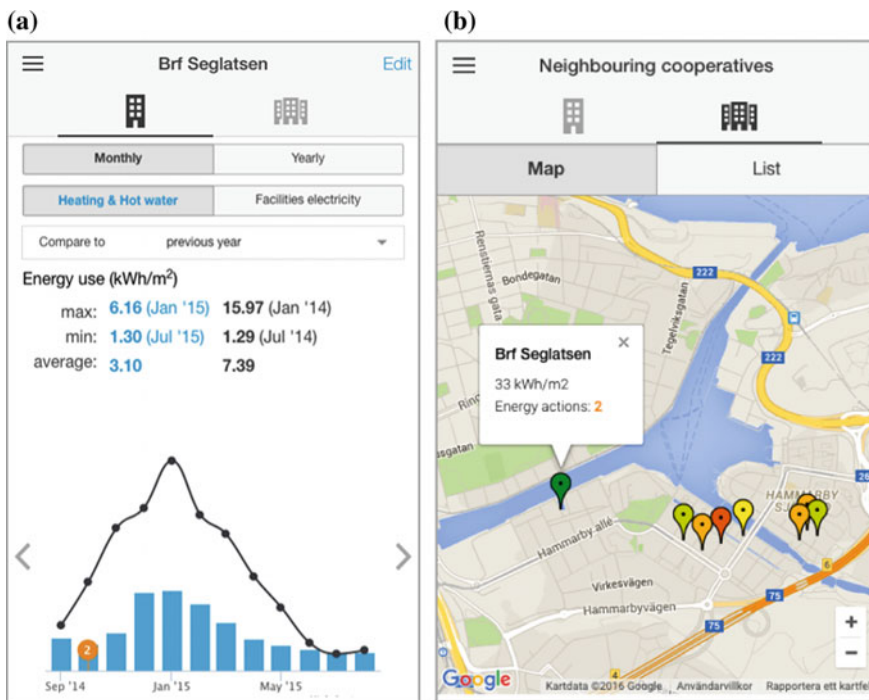 (a)
Brf Seglatsen Edit
Monthly Yearly
Heating & Hot water Facilities electricity
Compare to previous year
Energy use (kWh/m²)
max: 6.16 (Jan '15) 15.97 (Jan '14)
min: 1.30 (Jul '15) 1.29 (Jul '14)
average: 3.10 7.39
2
Sep '14 Jan '15 May '15
(b)
Neighbouring cooperatives
Map List
Renstiernas gata
Bondegatan
222
Tegelviksgatan
222
Brf Seglatsen ×
33 kWh/m2
Energy actions: 2
HAMMARBY
Hammarby allé
Virkesvägen
6
75
Hammarbyvägen
75
4
+
−
Google Kartdata ©2016 Google Användarvillkor Rapportera ett kartfel